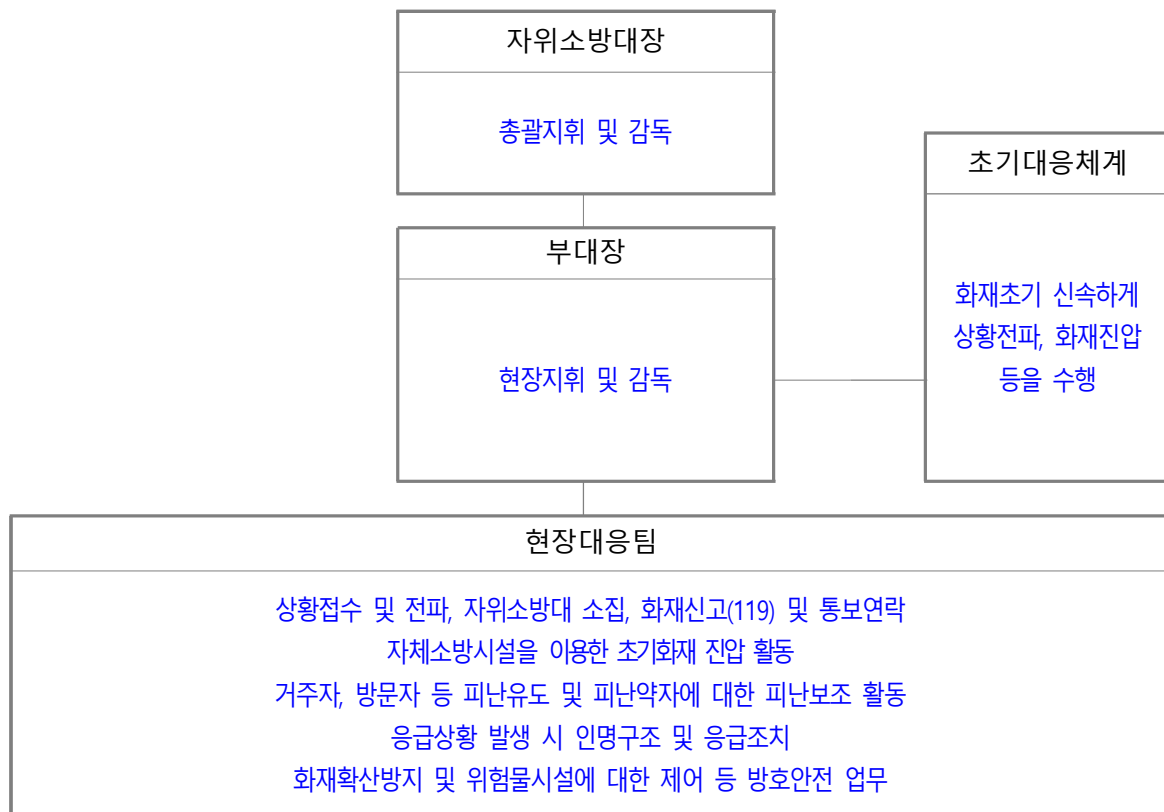 자위소방대장
총괄지휘 및 감독
초기대응체계
화재초기 신속하게
상황전파, 화재진압
등을 수행
부대장
현장지휘 및 감독
현장대응팀
상황접수 및 전파, 자위소방대 소집, 화재신고(119) 및 통보연락
자체소방시설을 이용한 초기화재 진압 활동
거주자, 방문자 등 피난유도 및 피난약자에 대한 피난보조 활동
응급상황 발생 시 인명구조 및 응급조치
화재확산방지 및 위험물시설에 대한 제어 등 방호안전 업무